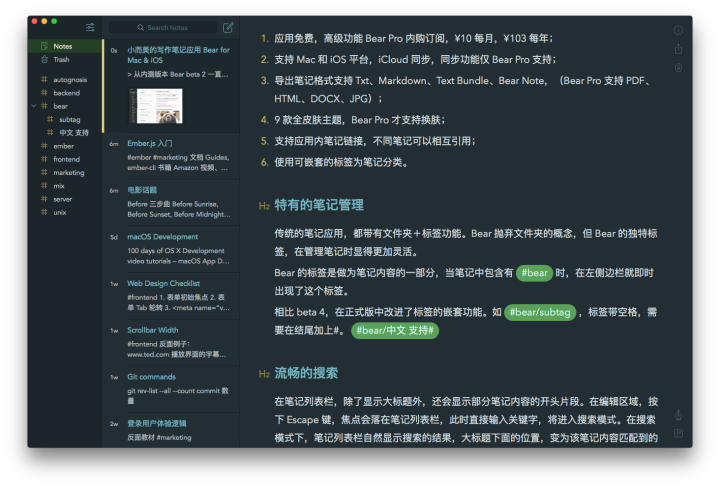 Notes
Trash
autognosis
backend
bear
subtag
中文 支持
ember
frontend
marketing
mix
server
unix
Search Notes
0s
小而美的写作笔记应用 Bear for
Mac & iOS
> 从内测版本 Bear beta 2 一直...
6m
Ember.js 入门
#ember #marketing 文档 Guides,
ember-cli 书籍 Amazon 视频、...
6m
电影话题
Before 三步曲 Before Sunrise,
Before Sunset, Before Midnight...
5d
macOS Development
100 days of OS X Development
video tutorials – macOS App D...
1w
Web Design Checklist
#frontend 1. 表单初始焦点 2. 表
单 Tab 轮转 3. <meta name="v...
1w
Scrollbar Width
#frontend 反面例子:
www.ted.com 播放界面的字幕...
1w
Git commands
git rev-list --all --count commit 数
量
2w
登录用户体验逻辑
反面教材 #marketing
1. 应用免费，高级功能 Bear Pro 内购订阅，¥10 每月，¥103 每年；
2. 支持 Mac 和 iOS 平台，iCloud 同步，同步功能仅 Bear Pro 支持；
3. 导出笔记格式支持 Txt、Markdown、Text Bundle、Bear Note，（Bear Pro 支持 PDF、
HTML、DOCX、JPG）；
4. 9 款全皮肤主题，Bear Pro 才支持换肤；
5. 支持应用内笔记链接，不同笔记可以相互引用；
6. 使用可嵌套的标签为笔记分类。
H2 特有的笔记管理
传统的笔记应用，都带有文件夹＋标签功能。Bear 抛弃文件夹的概念，但 Bear 的独特标
签，在管理笔记时显得更加灵活。
Bear 的标签是做为笔记内容的一部分，当笔记中包含有 #bear 时，在左侧边栏就即时
出现了这个标签。
相比 beta 4，在正式版中改进了标签的嵌套功能。如 #bear/subtag ，标签带空格，需
要在结尾加上#。 #bear/中文 支持#
H2 流畅的搜索
在笔记列表栏，除了显示大标题外，还会显示部分笔记内容的开头片段。在编辑区域，按
下 Escape 键，焦点会落在笔记列表栏，此时直接输入关键字，将进入搜索模式。在搜索
模式下，笔记列表栏自然显示搜索的结果，大标题下面的位置，变为该笔记内容匹配到的